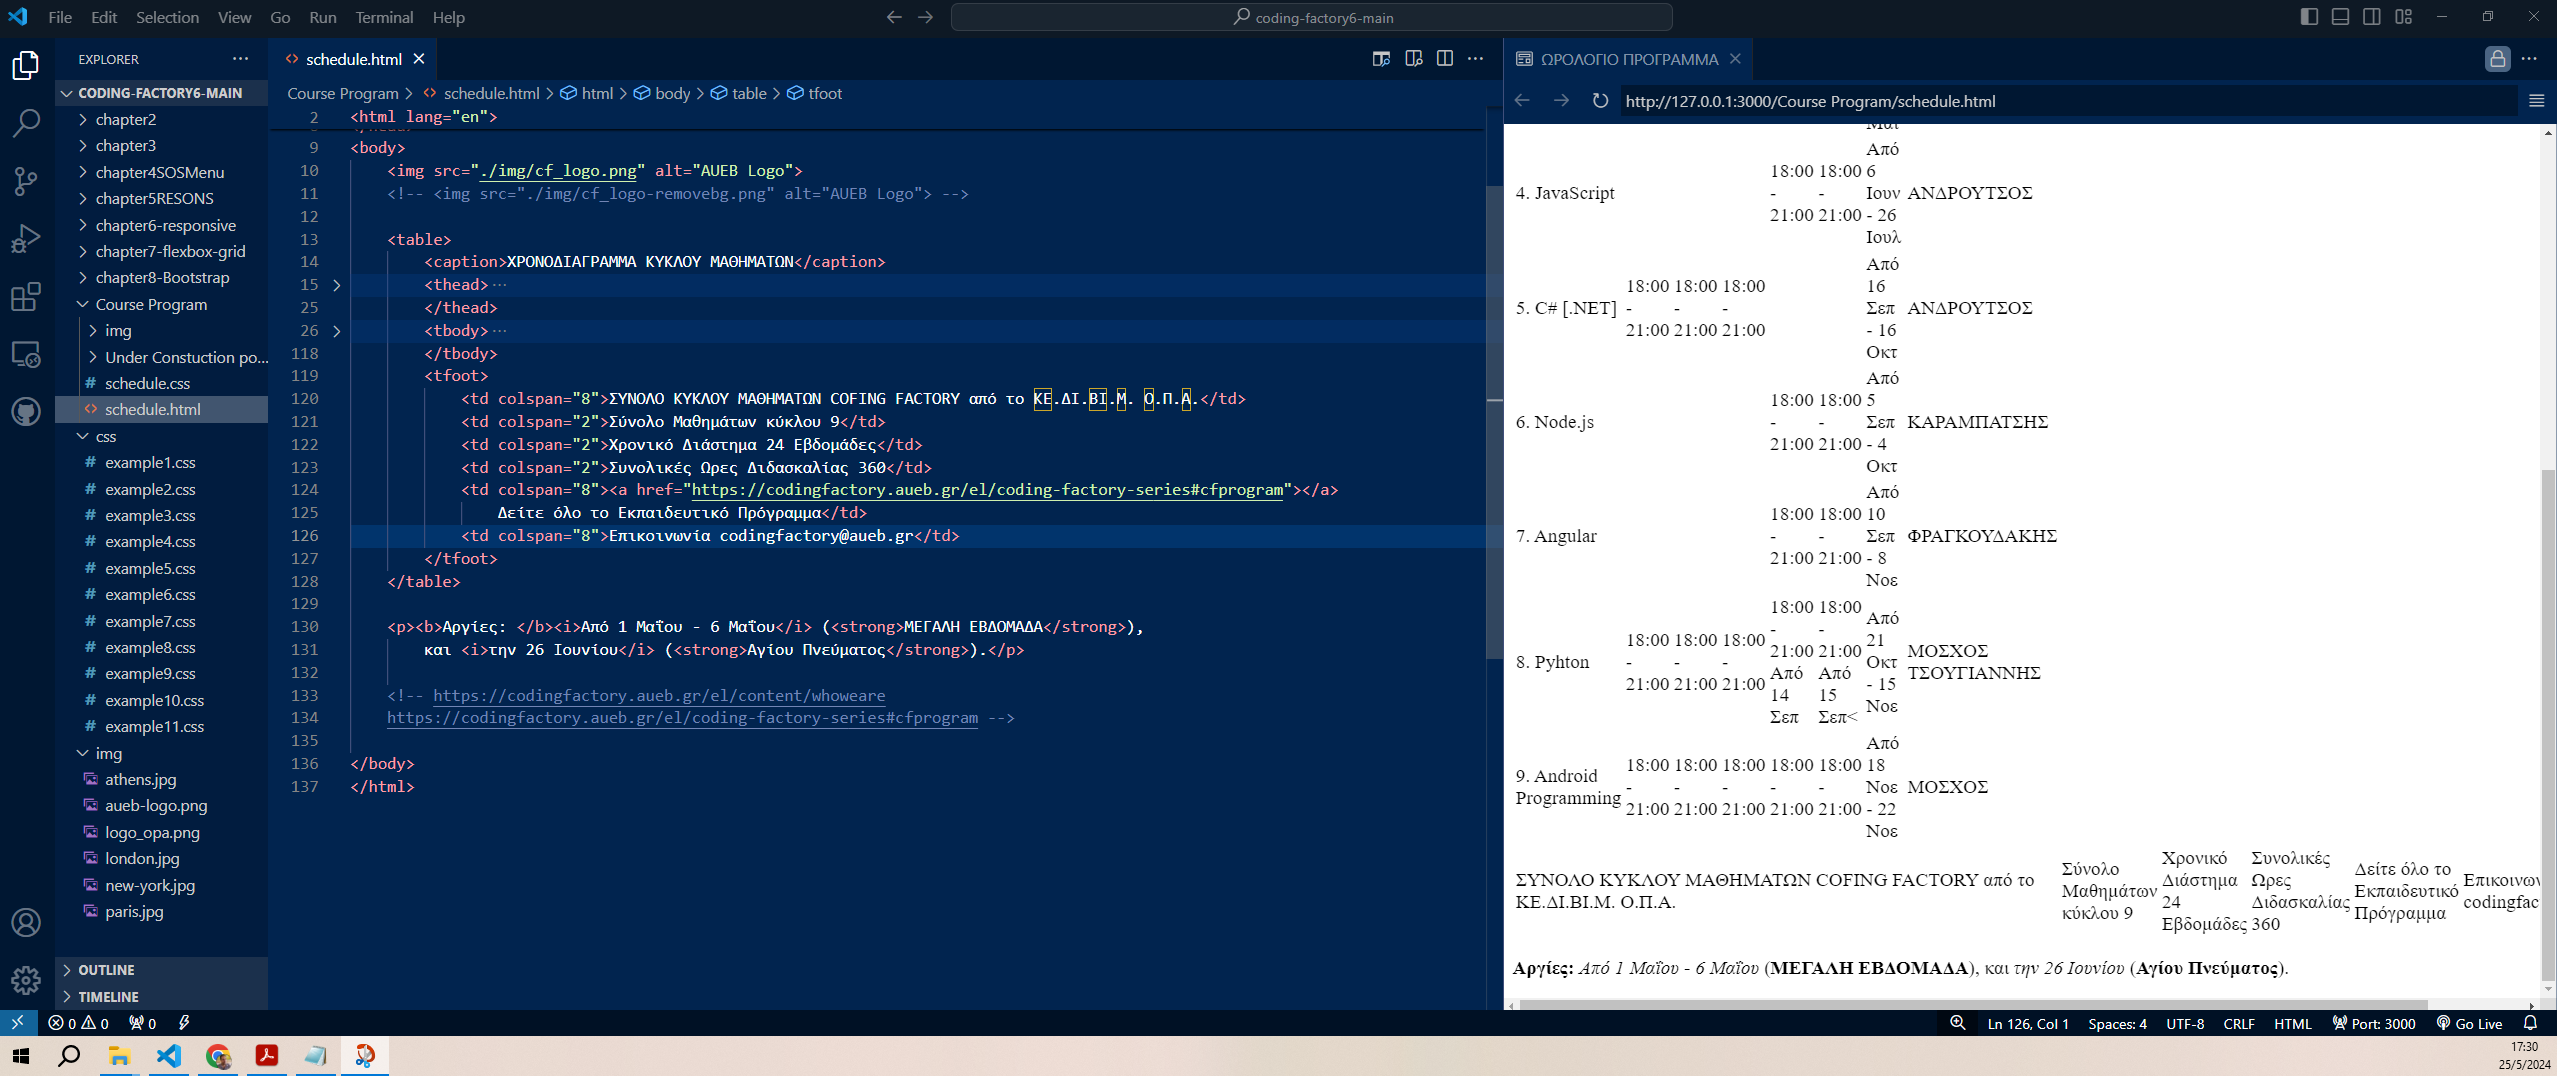 File Edit Selection View Go Run Terminal Help
coding-factory6-main
EXPLORER
CODING-FACTORY6-MAIN
chapter2
chapter3
chapter4SOSMenu
chapter5RESONS
chapter6-responsive
chapter7-flexbox-grid
chapter8-Bootstrap
Course Program
img
Under Constuction po...
schedule.css
schedule.html
css
example1.css
example2.css
example3.css
example4.css
example5.css
example6.css
example7.css
example8.css
example9.css
example10.css
example11.css
img
athens.jpg
aueb-logo.png
logo_opa.png
london.jpg
new-york.jpg
paris.jpg
OUTLINE
TIMELINE
schedule.html
Course Program > schedule.html > html > body > table > tfoot
2 <html lang="en">
9 <body>
10 <img src="./img/cf_logo.png" alt="AUEB Logo">
11 <!-- <img src="./img/cf_logo-removebg.png" alt="AUEB Logo"> -->
12
13 <table>
14 <caption>ΧΡΟΝΟΔΙΑΓΡΑΜΜΑ ΚΥΚΛΟΥ ΜΑΘΗΜΑΤΩΝ</caption>
15 <thead>···
25 </thead>
26 <tbody>···
118 </tbody>
119 <tfoot>
120 <td colspan="8">ΣΥΝΟΛΟ ΚΥΚΛΟΥ ΜΑΘΗΜΑΤΩΝ COFING FACTORY από το ΚΕ.ΔΙ.ΒΙ.Μ. Ο.Π.Α.</td>
121 <td colspan="2">Σύνολο Μαθημάτων κύκλου 9</td>
122 <td colspan="2">Χρονικό Διάστημα 24 Εβδομάδες</td>
123 <td colspan="2">Συνολικές Ωρες Διδασκαλίας 360</td>
124 <td colspan="8"><a href="https://codingfactory.aueb.gr/el/coding-factory-series#cfprogram"></a>
125 Δείτε όλο το Εκπαιδευτικό Πρόγραμμα</td>
126 <td colspan="8">Επικοινωνία codingfactory@aueb.gr</td>
127 </tfoot>
128 </table>
129
130 <p><b>Αργίες: </b><i>Από 1 Μαΐου - 6 Μαΐου</i> (<strong>ΜΕΓΑΛΗ ΕΒΔΟΜΑΔΑ</strong>),
131 και <i>την 26 Ιουνίου</i> (<strong>Αγίου Πνεύματος</strong>).</p>
132
133 <!-- https://codingfactory.aueb.gr/el/content/whoweare
134 https://codingfactory.aueb.gr/el/coding-factory-series#cfprogram -->
135
136 </body>
137 </html>
ΩΡΟΛΟΓΙΟ ΠΡΟΓΡΑΜΜΑ
http://127.0.0.1:3000/Course Program/schedule.html
4. JavaScript 18:00 - 21:00 18:00 - 21:00 Από 6 Ιουν - 26 Ιουλ ΑΝΔΡΟΥΤΣΟΣ
5. C# [.NET] 18:00 - 21:00 18:00 - 21:00 18:00 - 21:00 Από 16 Σεπ - 16 Οκτ ΑΝΔΡΟΥΤΣΟΣ
6. Node.js 18:00 - 21:00 18:00 - 21:00 Από 5 Σεπ - 4 Οκτ ΚΑΡΑΜΠΑΤΣΗΣ
7. Angular 18:00 - 21:00 18:00 - 21:00 Από 10 Σεπ - 8 Νοε ΦΡΑΓΚΟΥΔΑΚΗΣ
8. Pyhton 18:00 - 21:00 18:00 - 21:00 18:00 - 21:00 18:00 - 21:00 Από 14 Σεπ 18:00 - 21:00 Από 15 Σεπ< Από 21 Οκτ - 15 Νοε ΜΟΣΧΟΣ ΤΣΟΥΓΙΑΝΝΗΣ
9. Android Programming 18:00 - 21:00 18:00 - 21:00 18:00 - 21:00 18:00 - 21:00 18:00 - 21:00 Από 18 Νοε - 22 Νοε ΜΟΣΧΟΣ
ΣΥΝΟΛΟ ΚΥΚΛΟΥ ΜΑΘΗΜΑΤΩΝ COFING FACTORY από το ΚΕ.ΔΙ.ΒΙ.Μ. Ο.Π.Α. Σύνολο Μαθημάτων κύκλου 9 Χρονικό Διάστημα 24 Εβδομάδες Συνολικές Ωρες Διδασκαλίας 360 Δείτε όλο το Εκπαιδευτικό Πρόγραμμα
Αργίες: Από 1 Μαΐου - 6 Μαΐου (ΜΕΓΑΛΗ ΕΒΔΟΜΑΔΑ), και την 26 Ιουνίου (Αγίου Πνεύματος).
0 0 0
Ln 126, Col 1 Spaces: 4 UTF-8 CRLF HTML Port: 3000 Go Live
17:30
25/5/2024